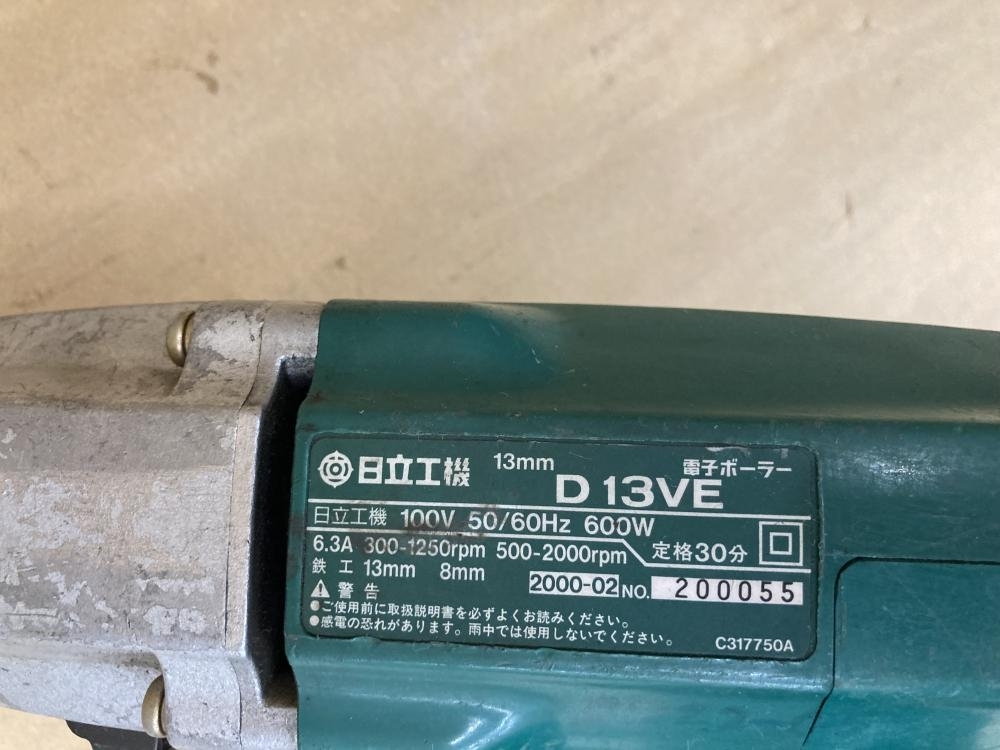 日立工機 13mm 電子ボーラー
D 13VE
日立工機 100V 50/60Hz 600W
6.3A 300-1250rpm 500-2000rpm 定格30分
鉄工 13mm 8mm
2000-02 NO. 200055
警告
●ご使用前に取扱説明書を必ずよくお読みください。
●感電の恐れがあります。雨中では使用しないでください。
C317750A